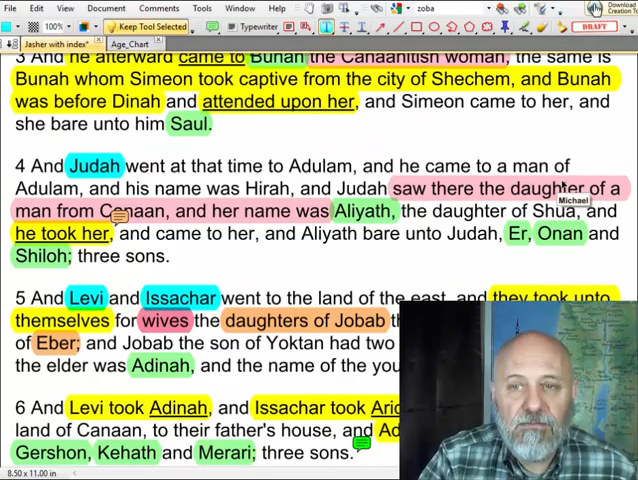 File Edit View Comments Tools Window Help zoba Download
Creation To
100% Keep Tool Selected Typewriter DRAFT
Jasher with index* Age_Chart
3 And he afterward came to Bunah the Canaanitish woman, the same is
Bunah whom Simeon took captive from the city of Shechem, and Bunah
was before Dinah and attended upon her, and Simeon came to her, and
she bare unto him Saul.
4 And Judah went at that time to Adulam, and he came to a man of
Adulam, and his name was Hirah, and Judah saw there the daughter of a
Michael
man from Canaan, and her name was Aliyath, the daughter of Shua, and
he took her, and came to her, and Aliyath bare unto Judah, Er, Onan and
Shiloh; three sons.
5 And Levi and Issachar went to the land of the east, and they took unto
themselves for wives the daughters of Jobab
of Eber; and Jobab the son of Yoktan had two
the elder was Adinah, and the name of the
6 And Levi took Adinah, and Issachar took
land of Canaan, to their father's house, and
Gershon, Kehath and Merari; three sons.
8.50 x 11.00 in